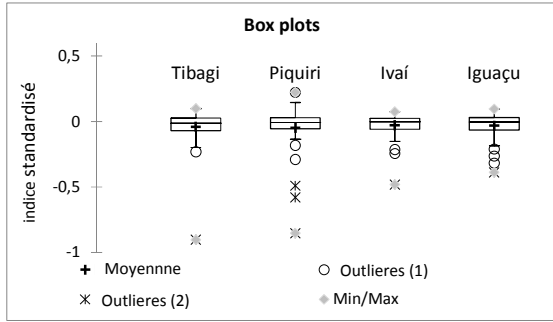 Box plots
0,5
Tibagi Piquiri Ivaí Iguaçu
0
-0,5
-1
indice standardisé
Moyennne Outlieres (1)
Outlieres (2) Min/Max